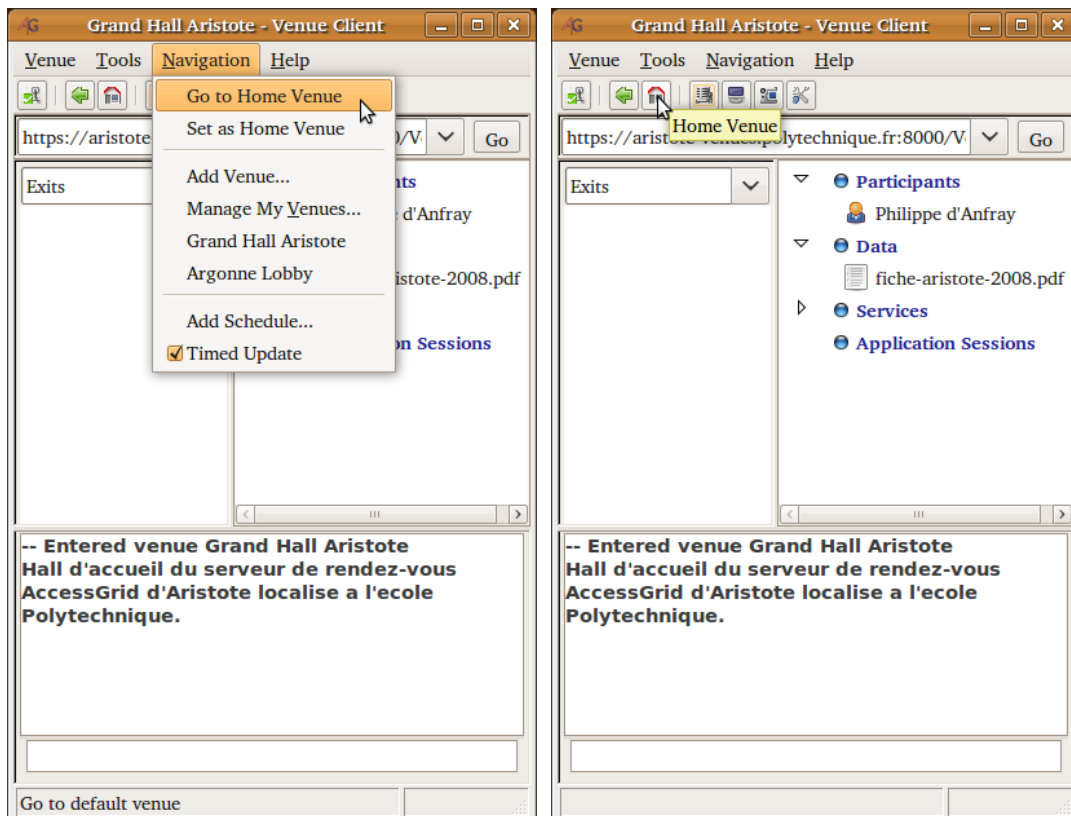 Grand Hall Aristote - Venue Client
Venue Tools Navigation Help
Go to Home Venue
Set as Home Venue
Add Venue...
Manage My Venues...
Grand Hall Aristote
Argonne Lobby
Add Schedule...
Timed Update
https://aristote
Go
Exits
d'Anfray
istote-2008.pdf
Sessions
-- Entered venue Grand Hall Aristote
Hall d'accueil du serveur de rendez-vous
AccessGrid d'Aristote localise a l'ecole
Polytechnique.
Go to default venue
Grand Hall Aristote - Venue Client
Venue Tools Navigation Help
Home Venue
https://aristote-venues.polytechnique.fr:8000/V
Go
Exits
Participants
Philippe d'Anfray
Data
fiche-aristote-2008.pdf
Services
Application Sessions
-- Entered venue Grand Hall Aristote
Hall d'accueil du serveur de rendez-vous
AccessGrid d'Aristote localise a l'ecole
Polytechnique.